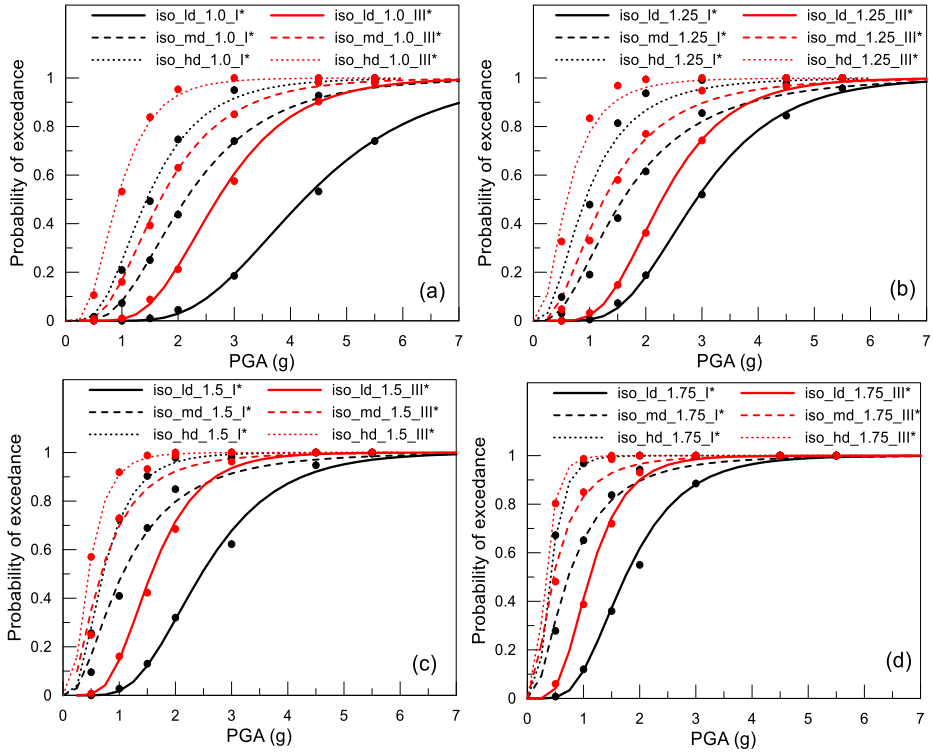 iso_ld_1.0_I* iso_ld_1.0_III*
iso_md_1.0_I* iso_md_1.0_III*
iso_hd_1.0_I* iso_hd_1.0_III*
Probability of exceedance
1
0.8
0.6
0.4
0.2
0
0 1 2 3 4 5 6 7
PGA (g)
(a)
iso_ld_1.25_I* iso_ld_1.25_III*
iso_md_1.25_I* iso_md_1.25_III*
iso_hd_1.25_I* iso_hd_1.25_III*
Probability of exceedance
1
0.8
0.6
0.4
0.2
0
0 1 2 3 4 5 6 7
PGA (g)
(b)
iso_ld_1.5_I* iso_ld_1.5_III*
iso_md_1.5_I* iso_md_1.5_III*
iso_hd_1.5_I* iso_hd_1.5_III*
Probability of exceedance
1
0.8
0.6
0.4
0.2
0
0 1 2 3 4 5 6 7
PGA (g)
(c)
iso_ld_1.75_I* iso_ld_1.75_III*
iso_md_1.75_I* iso_md_1.75_III*
iso_hd_1.75_I* iso_hd_1.75_III*
Probability of exceedance
1
0.8
0.6
0.4
0.2
0
0 1 2 3 4 5 6 7
PGA (g)
(d)